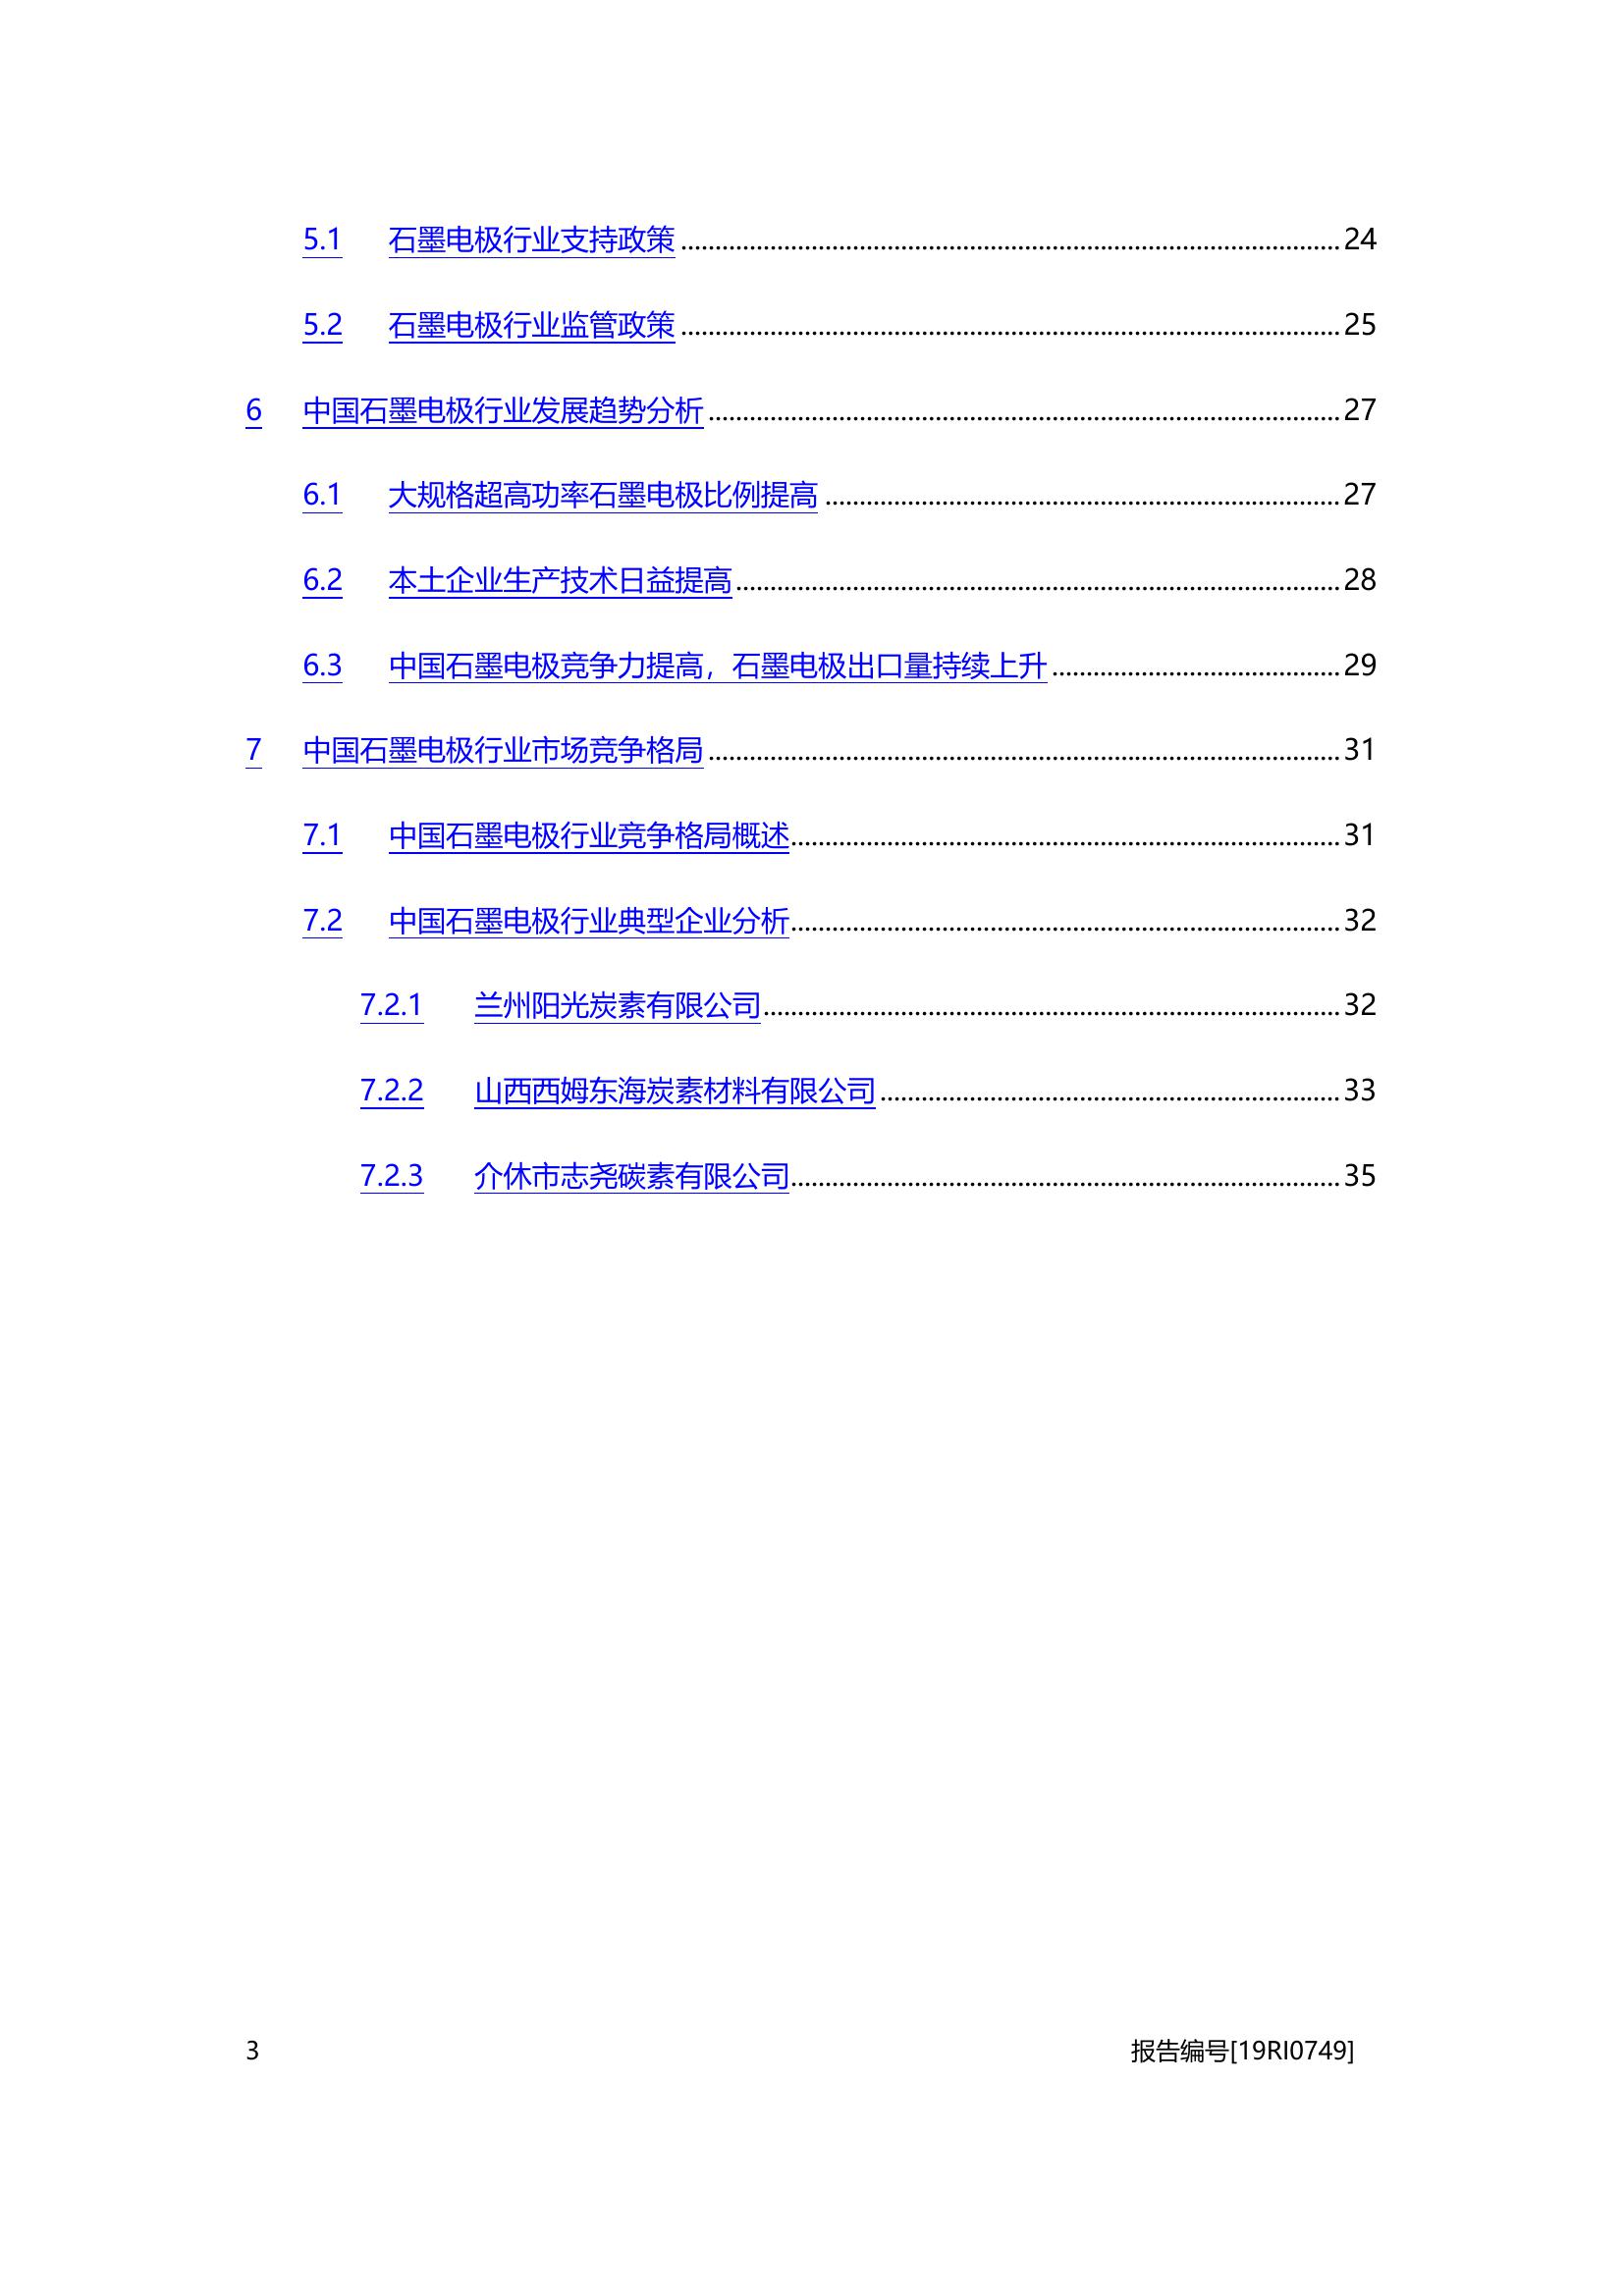 5.1 石墨电极行业支持政策 ........ 24
5.2 石墨电极行业监管政策 ........ 25
6 中国石墨电极行业发展趋势分析 ........ 27
6.1 大规格超高功率石墨电极比例提高 ........ 27
6.2 本土企业生产技术日益提高 ........ 28
6.3 中国石墨电极竞争力提高，石墨电极出口量持续上升 ........ 29
7 中国石墨电极行业市场竞争格局 ........ 31
7.1 中国石墨电极行业竞争格局概述 ........ 31
7.2 中国石墨电极行业典型企业分析 ........ 32
7.2.1 兰州阳光炭素有限公司 ........ 32
7.2.2 山西西姆东海炭素材料有限公司 ........ 33
7.2.3 介休市志尧碳素有限公司 ........ 35
3 报告编号[19RI0749]